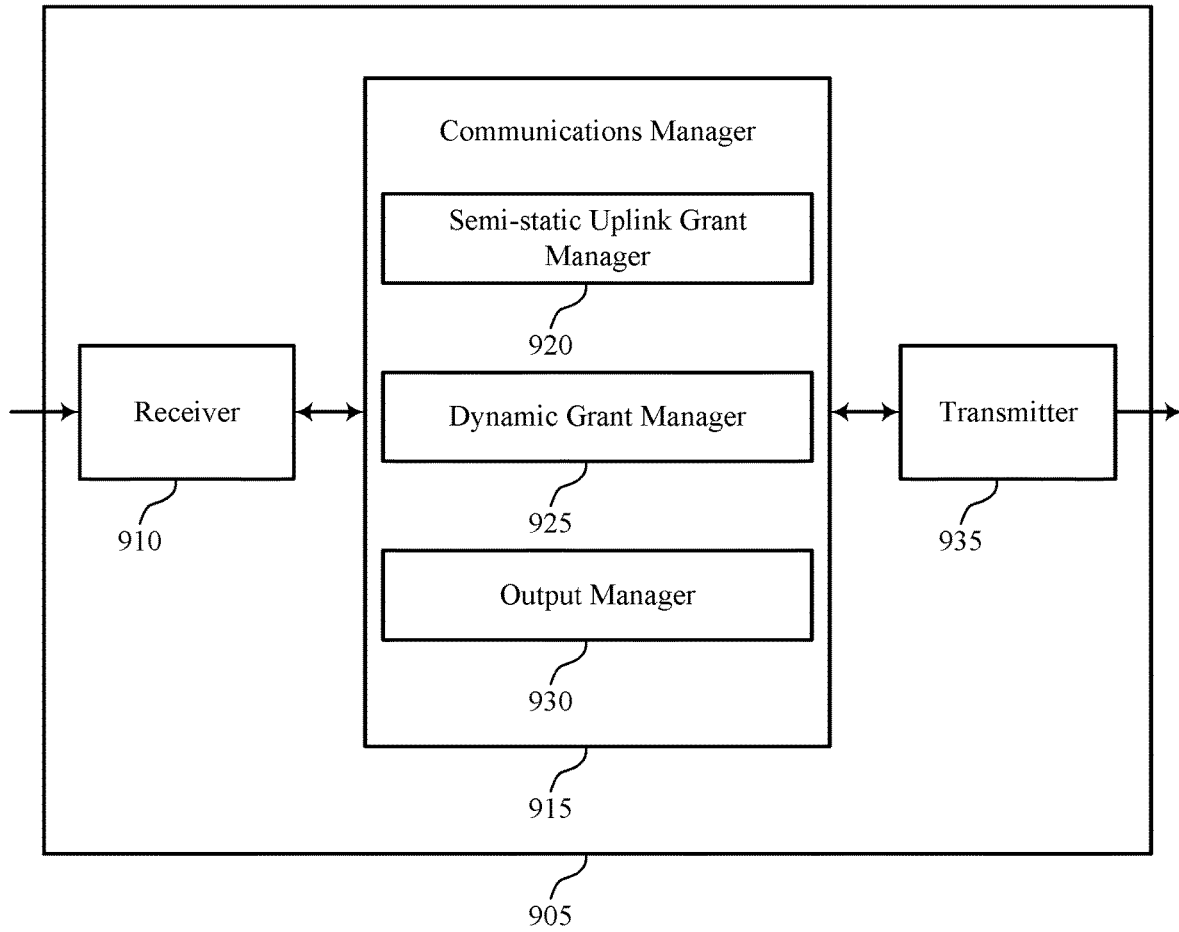 Communications Manager
Semi-static Uplink Grant
Manager
920
Receiver
910
Dynamic Grant Manager
925
Transmitter
935
Output Manager
930
915
905